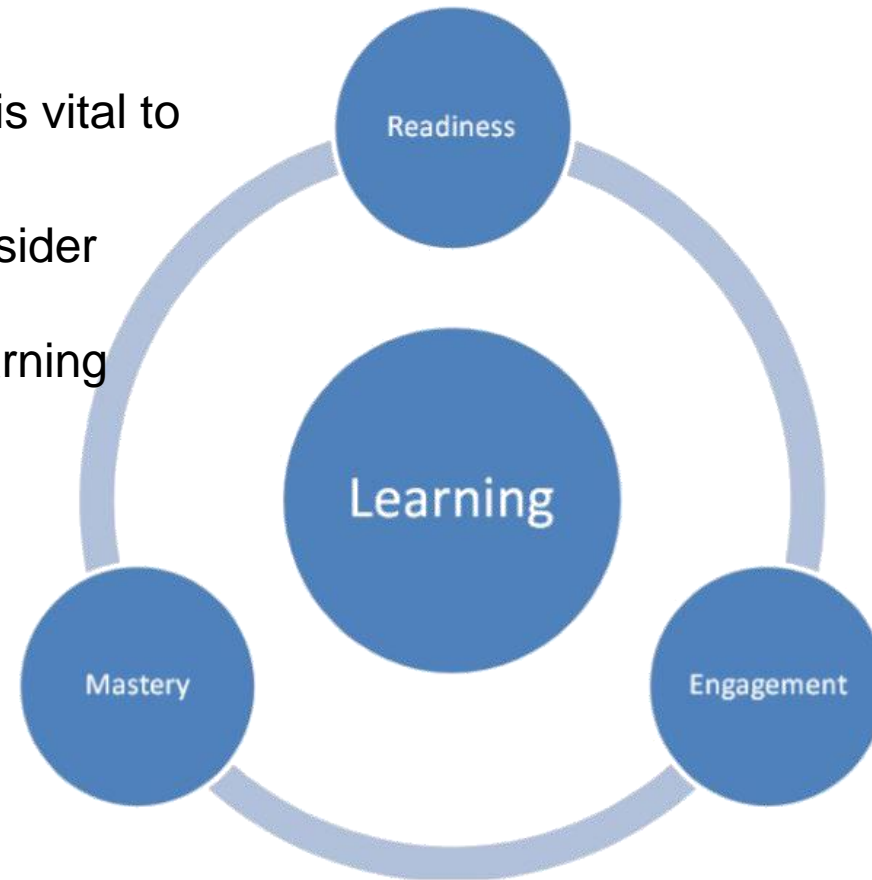 is vital to
Readiness
sider
rning
Learning
Mastery
Engagement